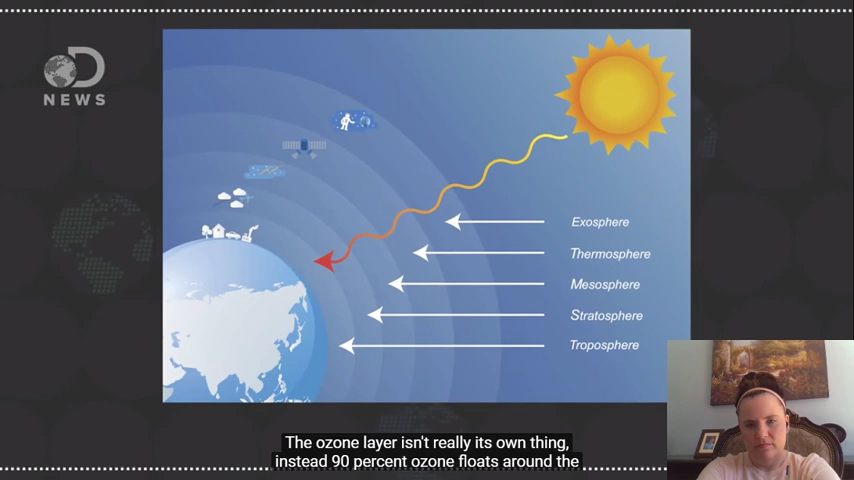 D
NEWS
Exosphere
Thermosphere
Mesosphere
Stratosphere
Troposphere
The ozone layer isn't really its own thing,
instead 90 percent ozone floats around the